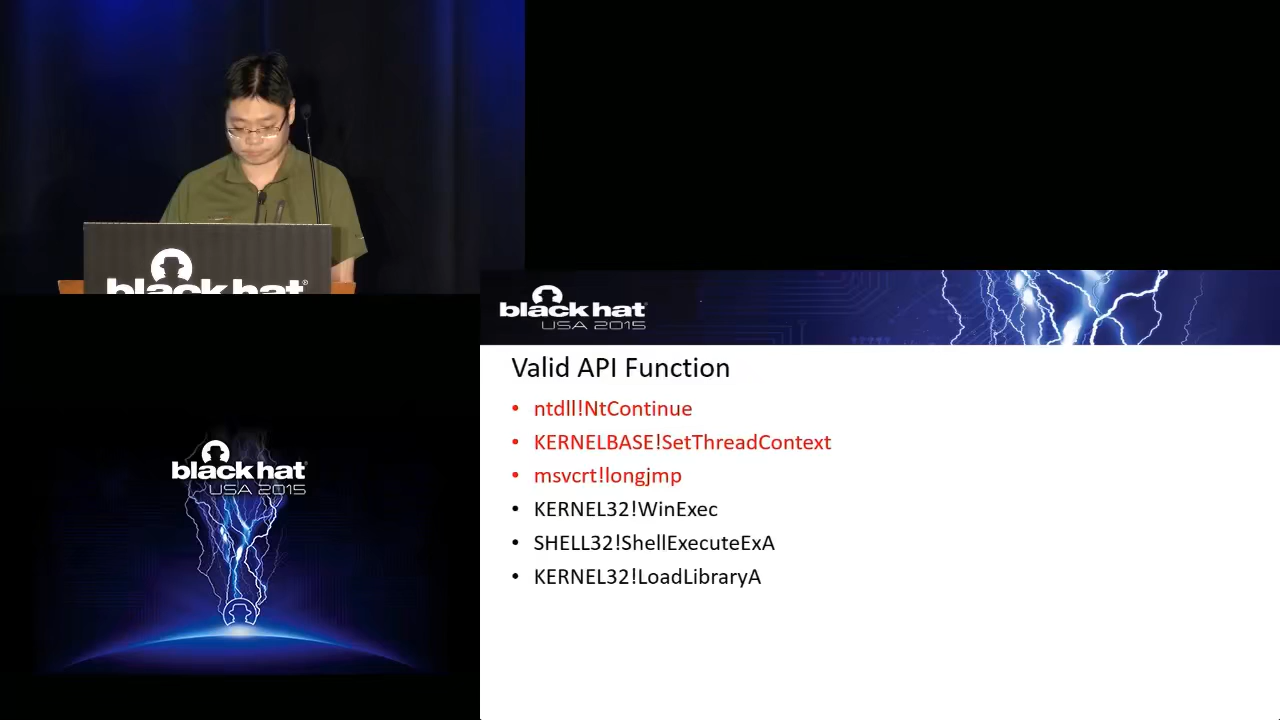 black hat
black hat
USA 2015
Valid API Function
• ntdll!NtContinue
• KERNELBASE!SetThreadContext
• msvcrt!longjmp
• KERNEL32!WinExec
• SHELL32!ShellExecuteExA
• KERNEL32!LoadLibraryA
black hat
USA 2015